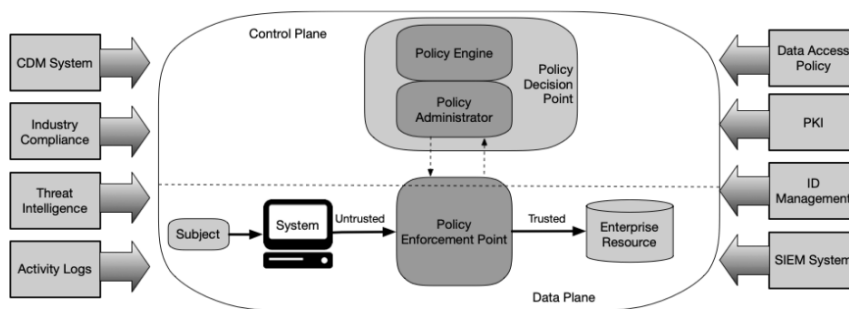 Control Plane
CDM System
Industry
Compliance
Threat
Intelligence
Activity Logs
Policy Engine
Policy
Administrator
Policy
Decision
Point
Subject
System
Untrusted
Policy
Enforcement Point
Trusted
Enterprise
Resource
Data Plane
Data Access
Policy
PKI
ID
Management
SIEM System